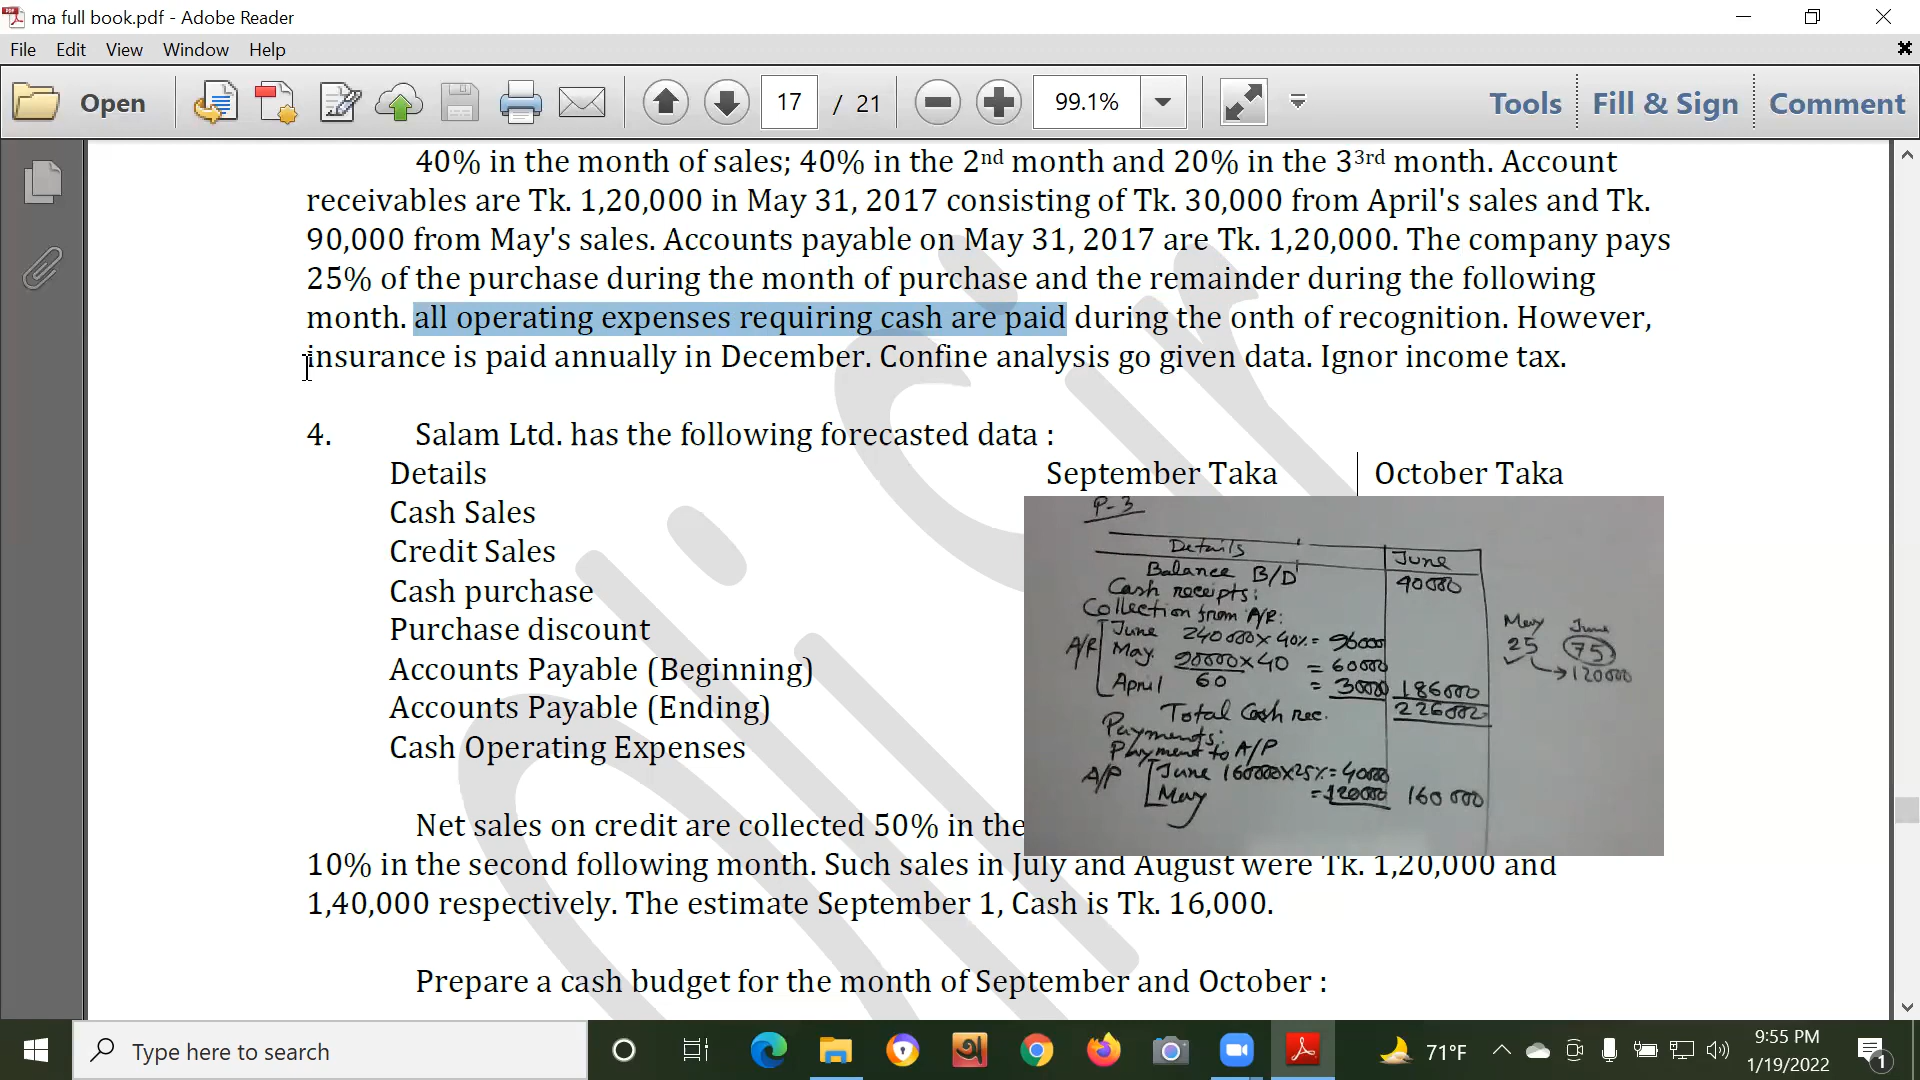 ma full book.pdf - Adobe Reader
File Edit View Window Help
Open 17 / 21 99.1% Tools Fill & Sign Comment
40% in the month of sales; 40% in the 2nd month and 20% in the 33rd month. Account
receivables are Tk. 1,20,000 in May 31, 2017 consisting of Tk. 30,000 from April's sales and Tk.
90,000 from May's sales. Accounts payable on May 31, 2017 are Tk. 1,20,000. The company pays
25% of the purchase during the month of purchase and the remainder during the following
month. all operating expenses requiring cash are paid during the onth of recognition. However,
insurance is paid annually in December. Confine analysis go given data. Ignor income tax.
4. Salam Ltd. has the following forecasted data :
Details September Taka October Taka
Cash Sales
Credit Sales
Cash purchase
Purchase discount
Accounts Payable (Beginning)
Accounts Payable (Ending)
Cash Operating Expenses
P-3
Details June
Balance B/D 40000
Cash receipts:
Collection from A/R:
A/R June 240000x40%= 96000
May 90000x40 = 60000
60
April = 30000 186000
Total Cash rec. 226000
Payments:
Payment to A/P
A/P June 160000x25%=40000
May =120000 160000
May June
25 75
120000
Net sales on credit are collected 50% in the
10% in the second following month. Such sales in July and August were Tk. 1,20,000 and
1,40,000 respectively. The estimate September 1, Cash is Tk. 16,000.
Prepare a cash budget for the month of September and October :
Type here to search
71°F
9:55 PM
1/19/2022
1